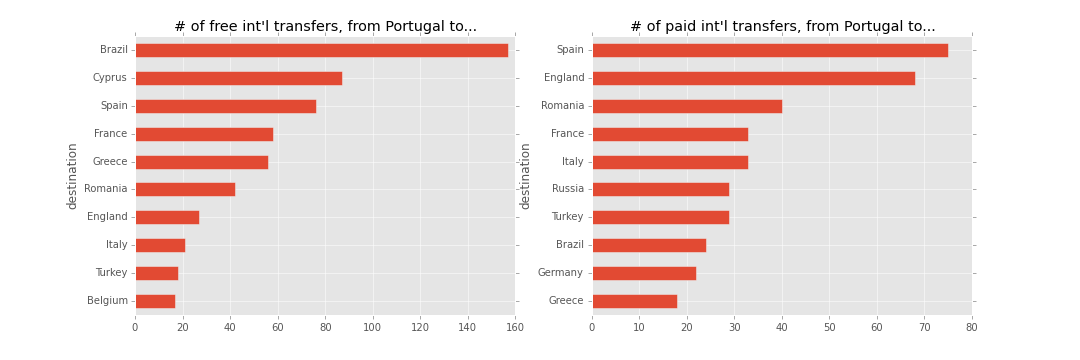 # of free int'l transfers, from Portugal to...
destination
Brazil
Cyprus
Spain
France
Greece
Romania
England
Italy
Turkey
Belgium
0 20 40 60 80 100 120 140 160
# of paid int'l transfers, from Portugal to...
destination
Spain
England
Romania
France
Italy
Russia
Turkey
Brazil
Germany
Greece
0 10 20 30 40 50 60 70 80